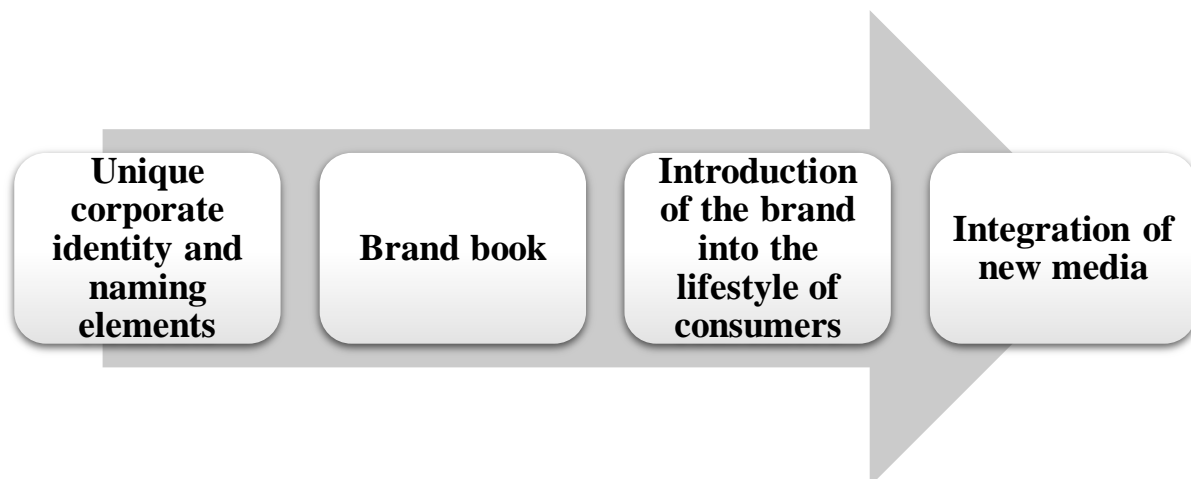 Unique
corporate
identity and
naming
elements
Brand book
Introduction
of the brand
into the
lifestyle of
consumers
Integration of
new media